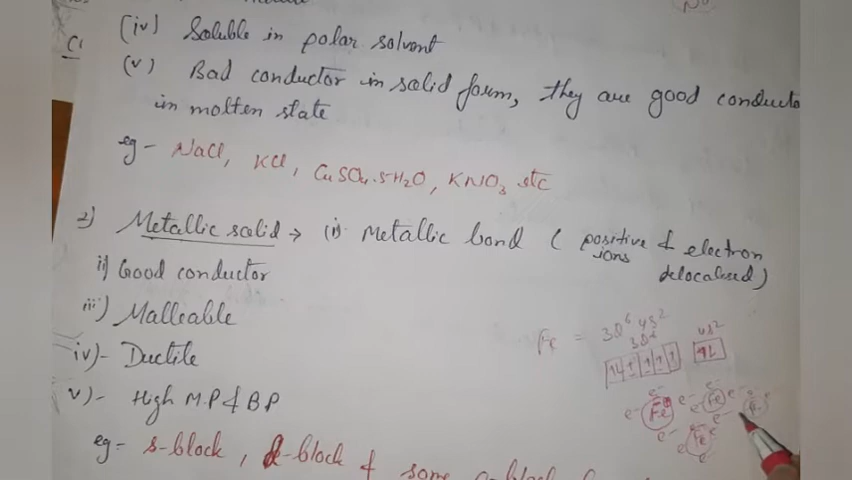 (iv) Soluble in polar solvent
(v) Bad conductor in solid form, they are good conducto
in molten state
eg - NaCl, KCl, CuSO4.5H2O, KNO3 etc
2) Metallic solid → (i) Metallic bond ( positive & electron
ions delocalised)
ii) Good conductor
iii) Malleable
iv)- Ductile
v)- High M.P & B P
Fe = 3d6 4s2
3d6 4s2
e- Fe e- e- Fe e-
e- Fe e-
eg = s-block, d-block & some